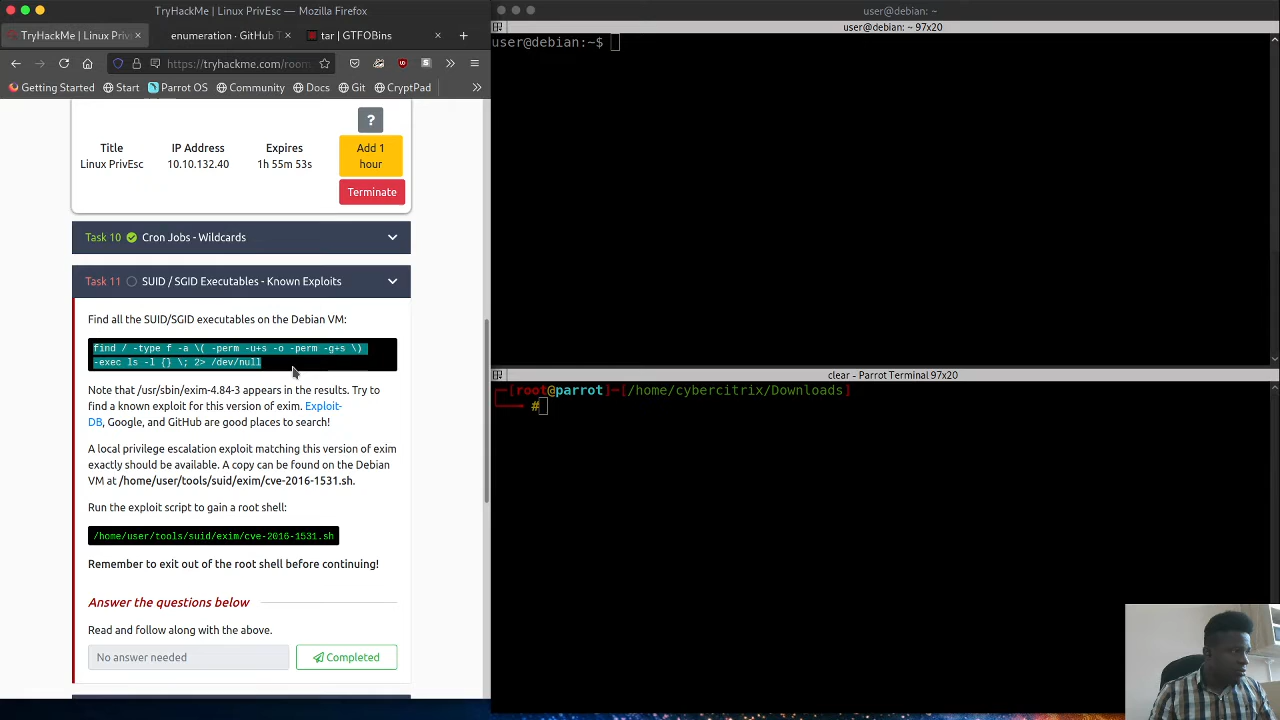 TryHackMe | Linux PrivEsc — Mozilla Firefox
TryHackMe | Linux Priv
enumeration · GitHub T
tar | GTFOBins
https://tryhackme.com/room
Getting Started
Start
Parrot OS
Community
Docs
Git
CryptPad
?
Title
IP Address
Expires
Add 1
hour
Linux PrivEsc
10.10.132.40
1h 55m 53s
Terminate
Task 10 Cron Jobs - Wildcards
Task 11 SUID / SGID Executables - Known Exploits
Find all the SUID/SGID executables on the Debian VM:
find / -type f -a \( -perm -u+s -o -perm -g+s \)
-exec ls -l {} \; 2> /dev/null
Note that /usr/sbin/exim-4.84-3 appears in the results. Try to
find a known exploit for this version of exim. Exploit-
DB, Google, and GitHub are good places to search!
A local privilege escalation exploit matching this version of exim
exactly should be available. A copy can be found on the Debian
VM at /home/user/tools/suid/exim/cve-2016-1531.sh.
Run the exploit script to gain a root shell:
/home/user/tools/suid/exim/cve-2016-1531.sh
Remember to exit out of the root shell before continuing!
Answer the questions below
Read and follow along with the above.
No answer needed
Completed
user@debian: ~
user@debian: ~ 97x20
user@debian:~$
clear - Parrot Terminal 97x20
[root@parrot]─[/home/cybercitrix/Downloads]
#